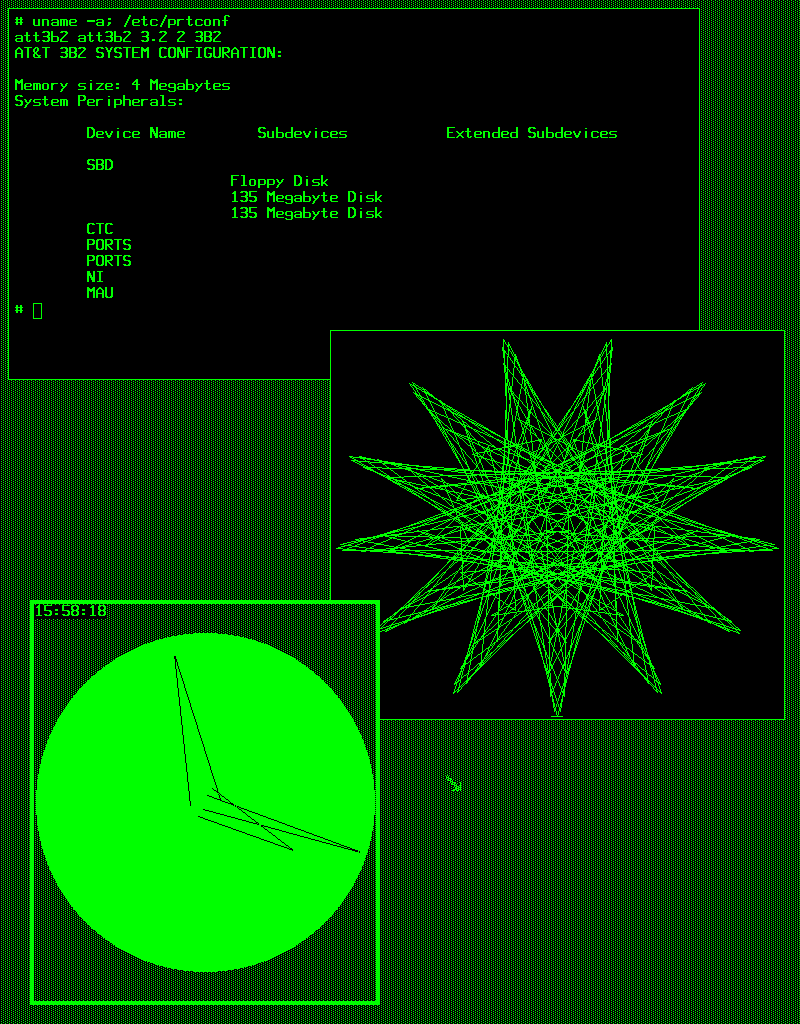 # uname -a; /etc/prtconf
att3b2 att3b2 3.2 2 3B2
AT&T 3B2 SYSTEM CONFIGURATION:
Memory size: 4 Megabytes
System Peripherals:
Device Name Subdevices Extended Subdevices
SBD
Floppy Disk
135 Megabyte Disk
135 Megabyte Disk
CTC
PORTS
PORTS
NI
MAU
#
15:58:18